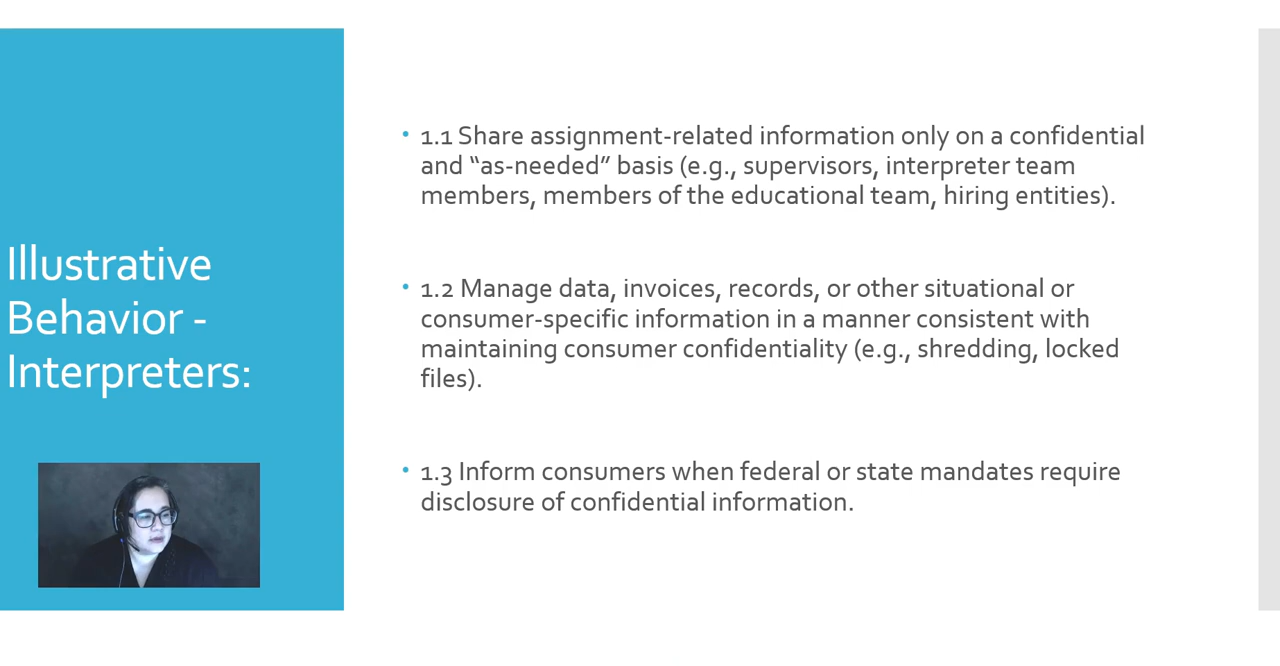 Illustrative
Behavior -
Interpreters:
• 1.1 Share assignment-related information only on a confidential
and “as-needed” basis (e.g., supervisors, interpreter team
members, members of the educational team, hiring entities).
• 1.2 Manage data, invoices, records, or other situational or
consumer-specific information in a manner consistent with
maintaining consumer confidentiality (e.g., shredding, locked
files).
• 1.3 Inform consumers when federal or state mandates require
disclosure of confidential information.